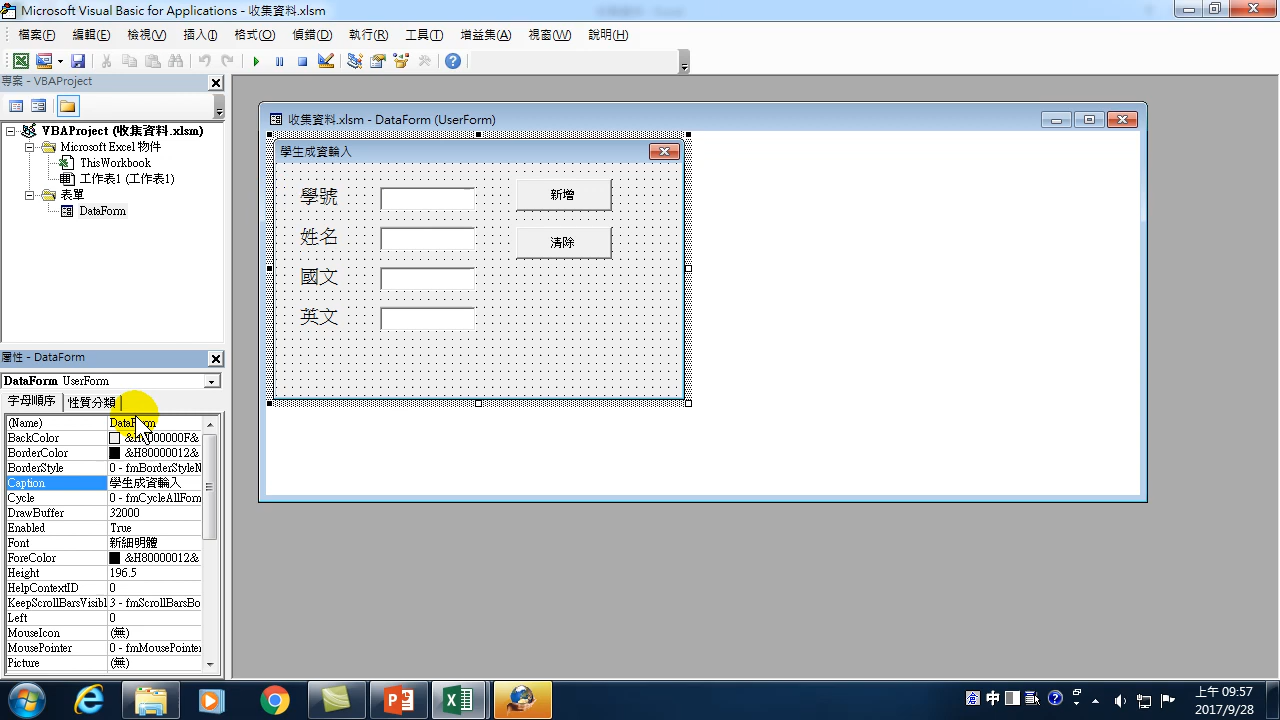 Microsoft Visual Basic for Applications - 收集資料.xlsm
檔案(F) 編輯(E) 檢視(V) 插入(I) 格式(O) 偵錯(D) 執行(R) 工具(T) 增益集(A) 視窗(W) 說明(H)
專案 - VBAProject
VBAProject (收集資料.xlsm)
Microsoft Excel 物件
ThisWorkbook
工作表1 (工作表1)
表單
DataForm
收集資料.xlsm - DataForm (UserForm)
學生成資輸入
學號
新增
姓名
清除
國文
英文
屬性 - DataForm
DataForm UserForm
字母順序 性質分類
(Name) DataForm
BackColor &H8000000F&
BorderColor &H80000012&
BorderStyle 0 - fmBorderStyleN
Caption 學生成資輸入
Cycle 0 - fmCycleAllForm
DrawBuffer 32000
Enabled True
Font 新細明體
ForeColor &H80000012&
Height 196.5
HelpContextID 0
KeepScrollBarsVisibl 3 - fmScrollBarsBo
Left 0
MouseIcon (無)
MousePointer 0 - fmMousePointer
Picture (無)
中
上午 09:57
2017/9/28